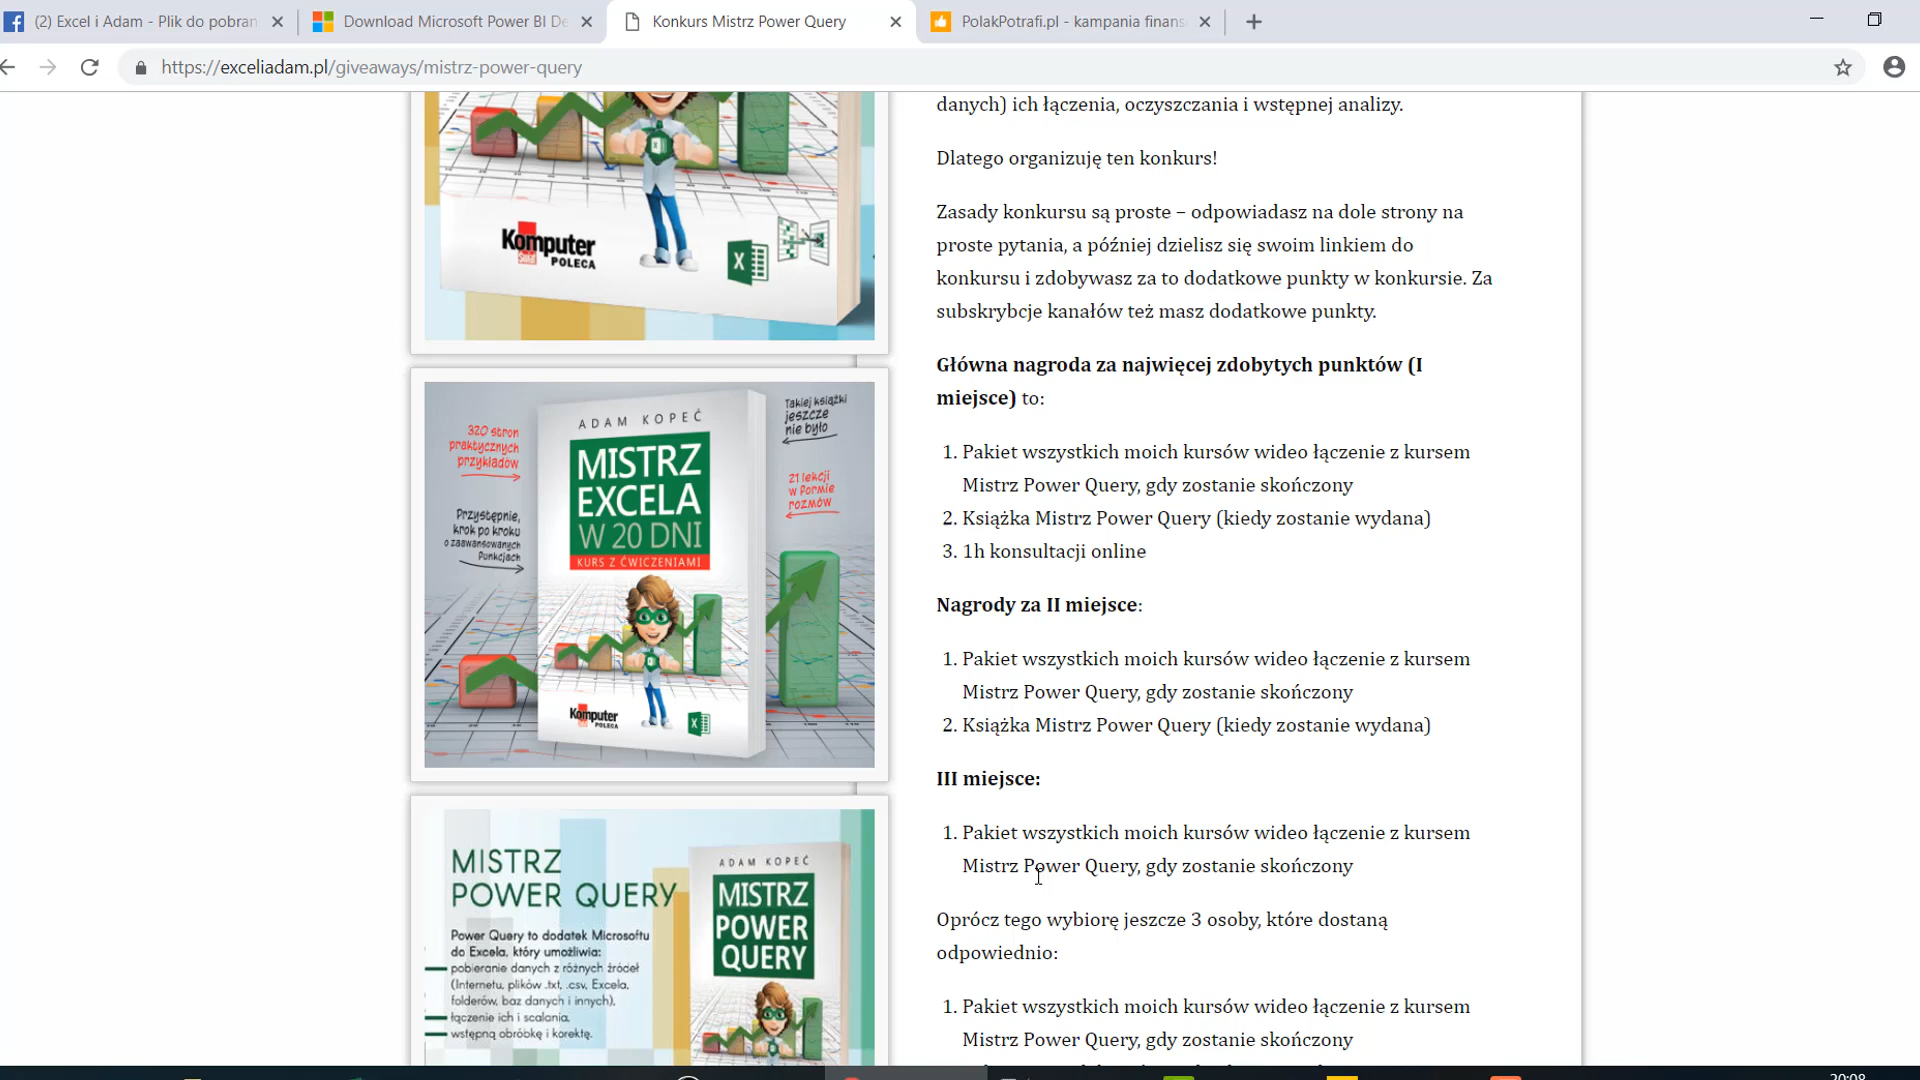 (2) Excel i Adam - Plik do pobran
Download Microsoft Power BI De
Konkurs Mistrz Power Query
PolakPotrafi.pl - kampania finans
https://exceliadam.pl/giveaways/mistrz-power-query
Komputer
Świat
POLECA
ADAM KOPEĆ
MISTRZ
EXCELA
W 20 DNI
KURS Z ĆWICZENIAMI
320 stron
praktycznych
przykładów
Przystępnie,
krok po kroku
o zaawansowanych
funkcjach
Takiej książki
jeszcze
nie było
21 lekcji
w formie
rozmów
Komputer
POLECA
MISTRZ
POWER QUERY
Power Query to dodatek Microsoftu
do Excela, który umożliwia:
pobieranie danych z różnych źródeł
(Internetu, plików .txt, .csv, Excela,
folderów, baz danych i innych),
łączenie ich i scalania,
wstępną obróbkę i korektę.
ADAM KOPEĆ
MISTRZ
POWER
QUERY
danych) ich łączenia, oczyszczania i wstępnej analizy.
Dlatego organizuję ten konkurs!
Zasady konkursu są proste – odpowiadasz na dole strony na
proste pytania, a później dzielisz się swoim linkiem do
konkursu i zdobywasz za to dodatkowe punkty w konkursie. Za
subskrybcje kanałów też masz dodatkowe punkty.
Główna nagroda za najwięcej zdobytych punktów (I
miejsce) to:
1. Pakiet wszystkich moich kursów wideo łączenie z kursem
Mistrz Power Query, gdy zostanie skończony
2. Książka Mistrz Power Query (kiedy zostanie wydana)
3. 1h konsultacji online
Nagrody za II miejsce:
1. Pakiet wszystkich moich kursów wideo łączenie z kursem
Mistrz Power Query, gdy zostanie skończony
2. Książka Mistrz Power Query (kiedy zostanie wydana)
III miejsce:
1. Pakiet wszystkich moich kursów wideo łączenie z kursem
Mistrz Power Query, gdy zostanie skończony
Oprócz tego wybiorę jeszcze 3 osoby, które dostaną
odpowiednio:
1. Pakiet wszystkich moich kursów wideo łączenie z kursem
Mistrz Power Query, gdy zostanie skończony
20:08